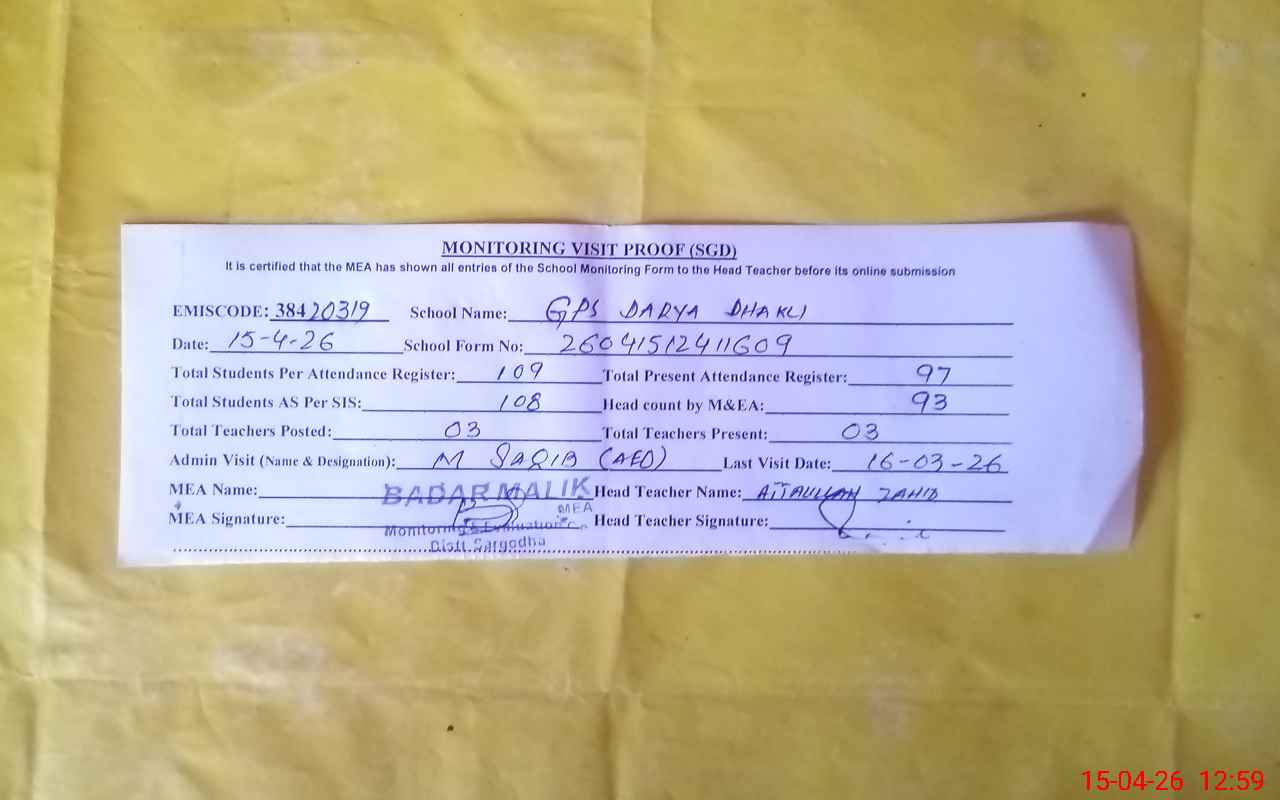 MONITORING VISIT PROOF (SGD)
It is certified that the MEA has shown all entries of the School Monitoring Form to the Head Teacher before its online submission
EMISCODE: 38420319 School Name: GPS DARYA DHAKLI
Date: 15-4-26 School Form No: 26041512411609
Total Students Per Attendance Register: 109 Total Present Attendance Register: 97
Total Students AS Per SIS: 108 Head count by M&EA: 93
Total Teachers Posted: 03 Total Teachers Present: 03
Admin Visit (Name & Designation): M SAQIB (AEO) Last Visit Date: 16-03-26
MEA Name: BADAR MALIK Head Teacher Name: ZAHID
MEA
MEA Signature: Head Teacher Signature:
Monitoring & Evaluation
Distt. Sargodha
15-04-26 12:59